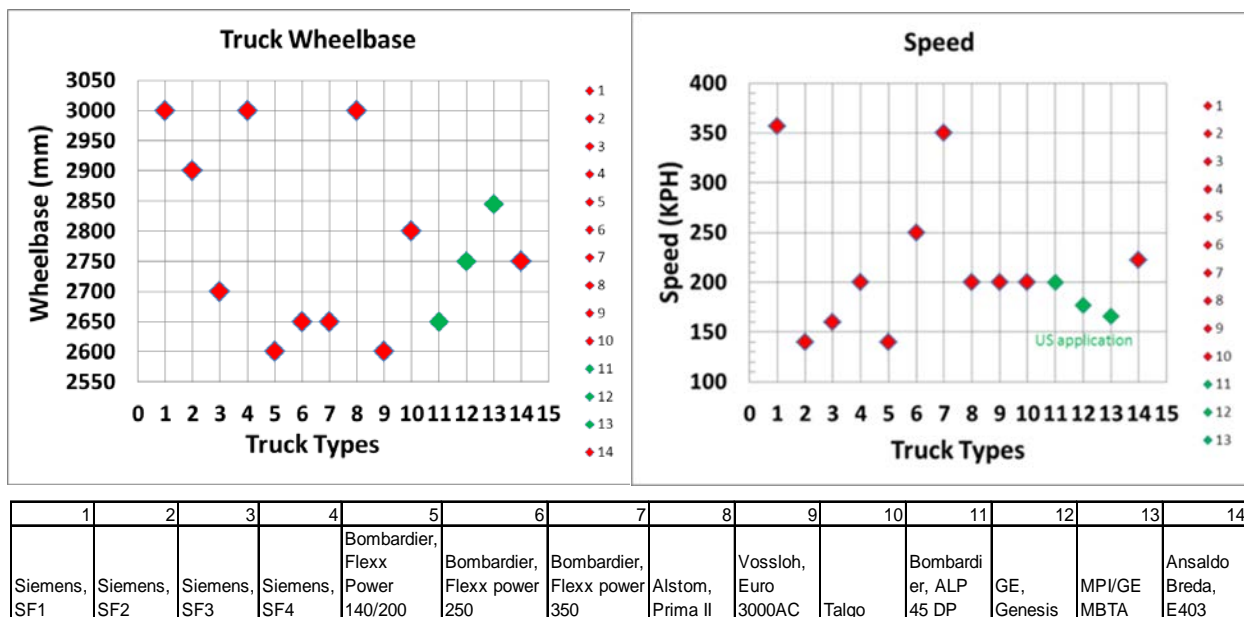 Truck Wheelbase
Wheelbase (mm)
3050
3000
2950
2900
2850
2800
2750
2700
2650
2600
2550
0 1 2 3 4 5 6 7 8 9 10 11 12 13 14 15
Truck Types
1
2
3
4
5
6
7
8
9
10
11
12
13
14
Speed
Speed (KPH)
400
350
300
250
200
150
100
US application
0 1 2 3 4 5 6 7 8 9 10 11 12 13 14 15
Truck Types
1
2
3
4
5
6
7
8
9
10
11
12
13
1 2 3 4 5 6 7 8 9 10 11 12 13 14
Siemens,
SF1
Siemens,
SF2
Siemens,
SF3
Siemens,
SF4
Bombardier,
Flexx
Power
140/200
Bombardier,
Flexx power
250
Bombardier,
Flexx power
350
Alstom,
Prima II
Vossloh,
Euro
3000AC
Talgo
Bombardi
er, ALP
45 DP
GE,
Genesis
MPI/GE
MBTA
Ansaldo
Breda,
E403